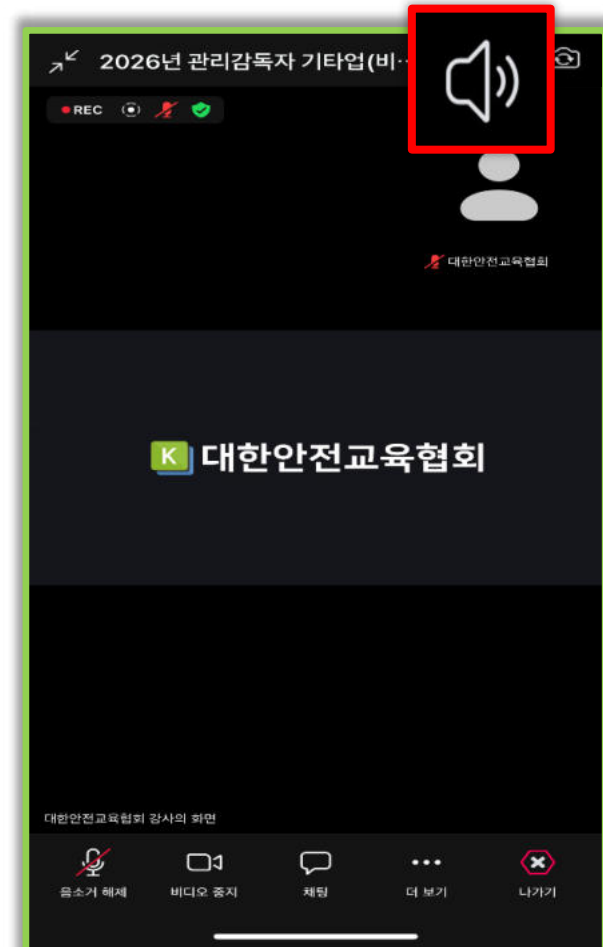 2026년 관리감독자 기타업(비…
REC
대한안전교육협회
K 대한안전교육협회
대한안전교육협회 강사의 화면
음소거 해제 비디오 중지 채팅 더 보기 나가기